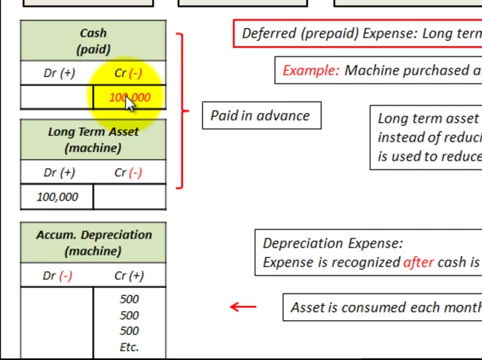 Cash
(paid)
Dr (+) Cr (-)
100,000
Long Term Asset
(machine)
Dr (+) Cr (-)
100,000
Accum. Depreciation
(machine)
Dr (-) Cr (+)
500
500
500
Etc.
Paid in advance
Deferred (prepaid) Expense: Long term
Example: Machine purchased
Long term asset
instead of
is used to reduce
Depreciation Expense:
Expense is recognized after cash is
Asset is consumed each month